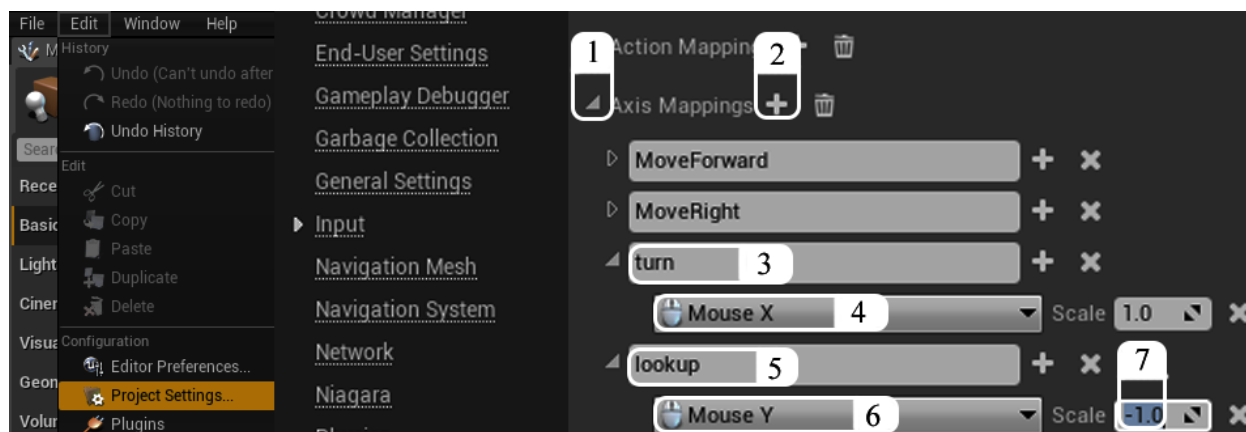 File Edit Window Help
History
Undo (Can't undo after
Redo (Nothing to redo)
Undo History
Edit
Cut
Copy
Paste
Duplicate
Delete
Configuration
Editor Preferences...
Project Settings...
Plugins
M
Sear
Rece
Basic
Light
Ciner
Visua
Geon
Volur
Crowd Manager
End-User Settings
Gameplay Debugger
Garbage Collection
General Settings
Input
Navigation Mesh
Navigation System
Network
Niagara
1
Action Mapping
2
Axis Mappings
MoveForward
MoveRight
turn 3
Mouse X 4 Scale 1.0
lookup 5
7
Mouse Y 6 Scale -1.0